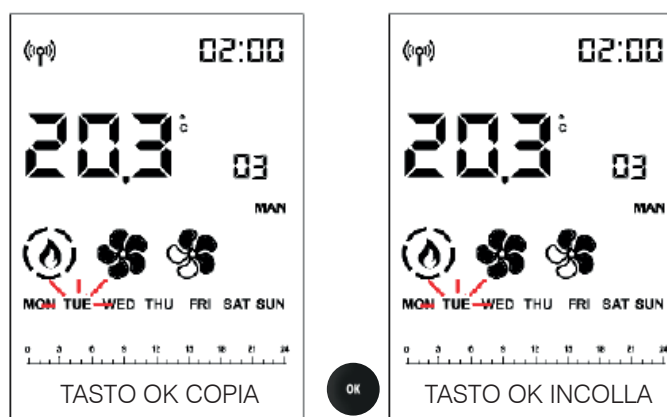 02:00
20.3 °C
03
MAN
MON TUE WED THU FRI SAT SUN
0 3 6 9 12 15 18 21 24
TASTO OK COPIA
OK
02:00
20.3 °C
03
MAN
MON TUE WED THU FRI SAT SUN
0 3 6 9 12 15 18 21 24
TASTO OK INCOLLA